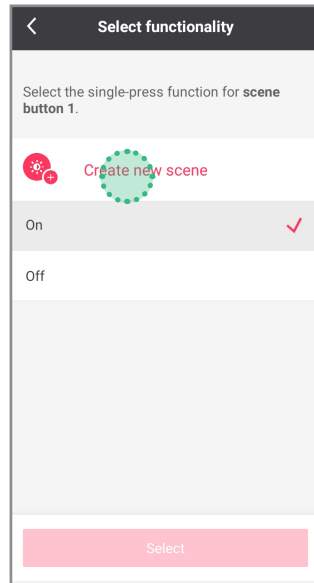 Select functionality
Select the single-press function for scene
button 1.
Create new scene
On
Off
Select